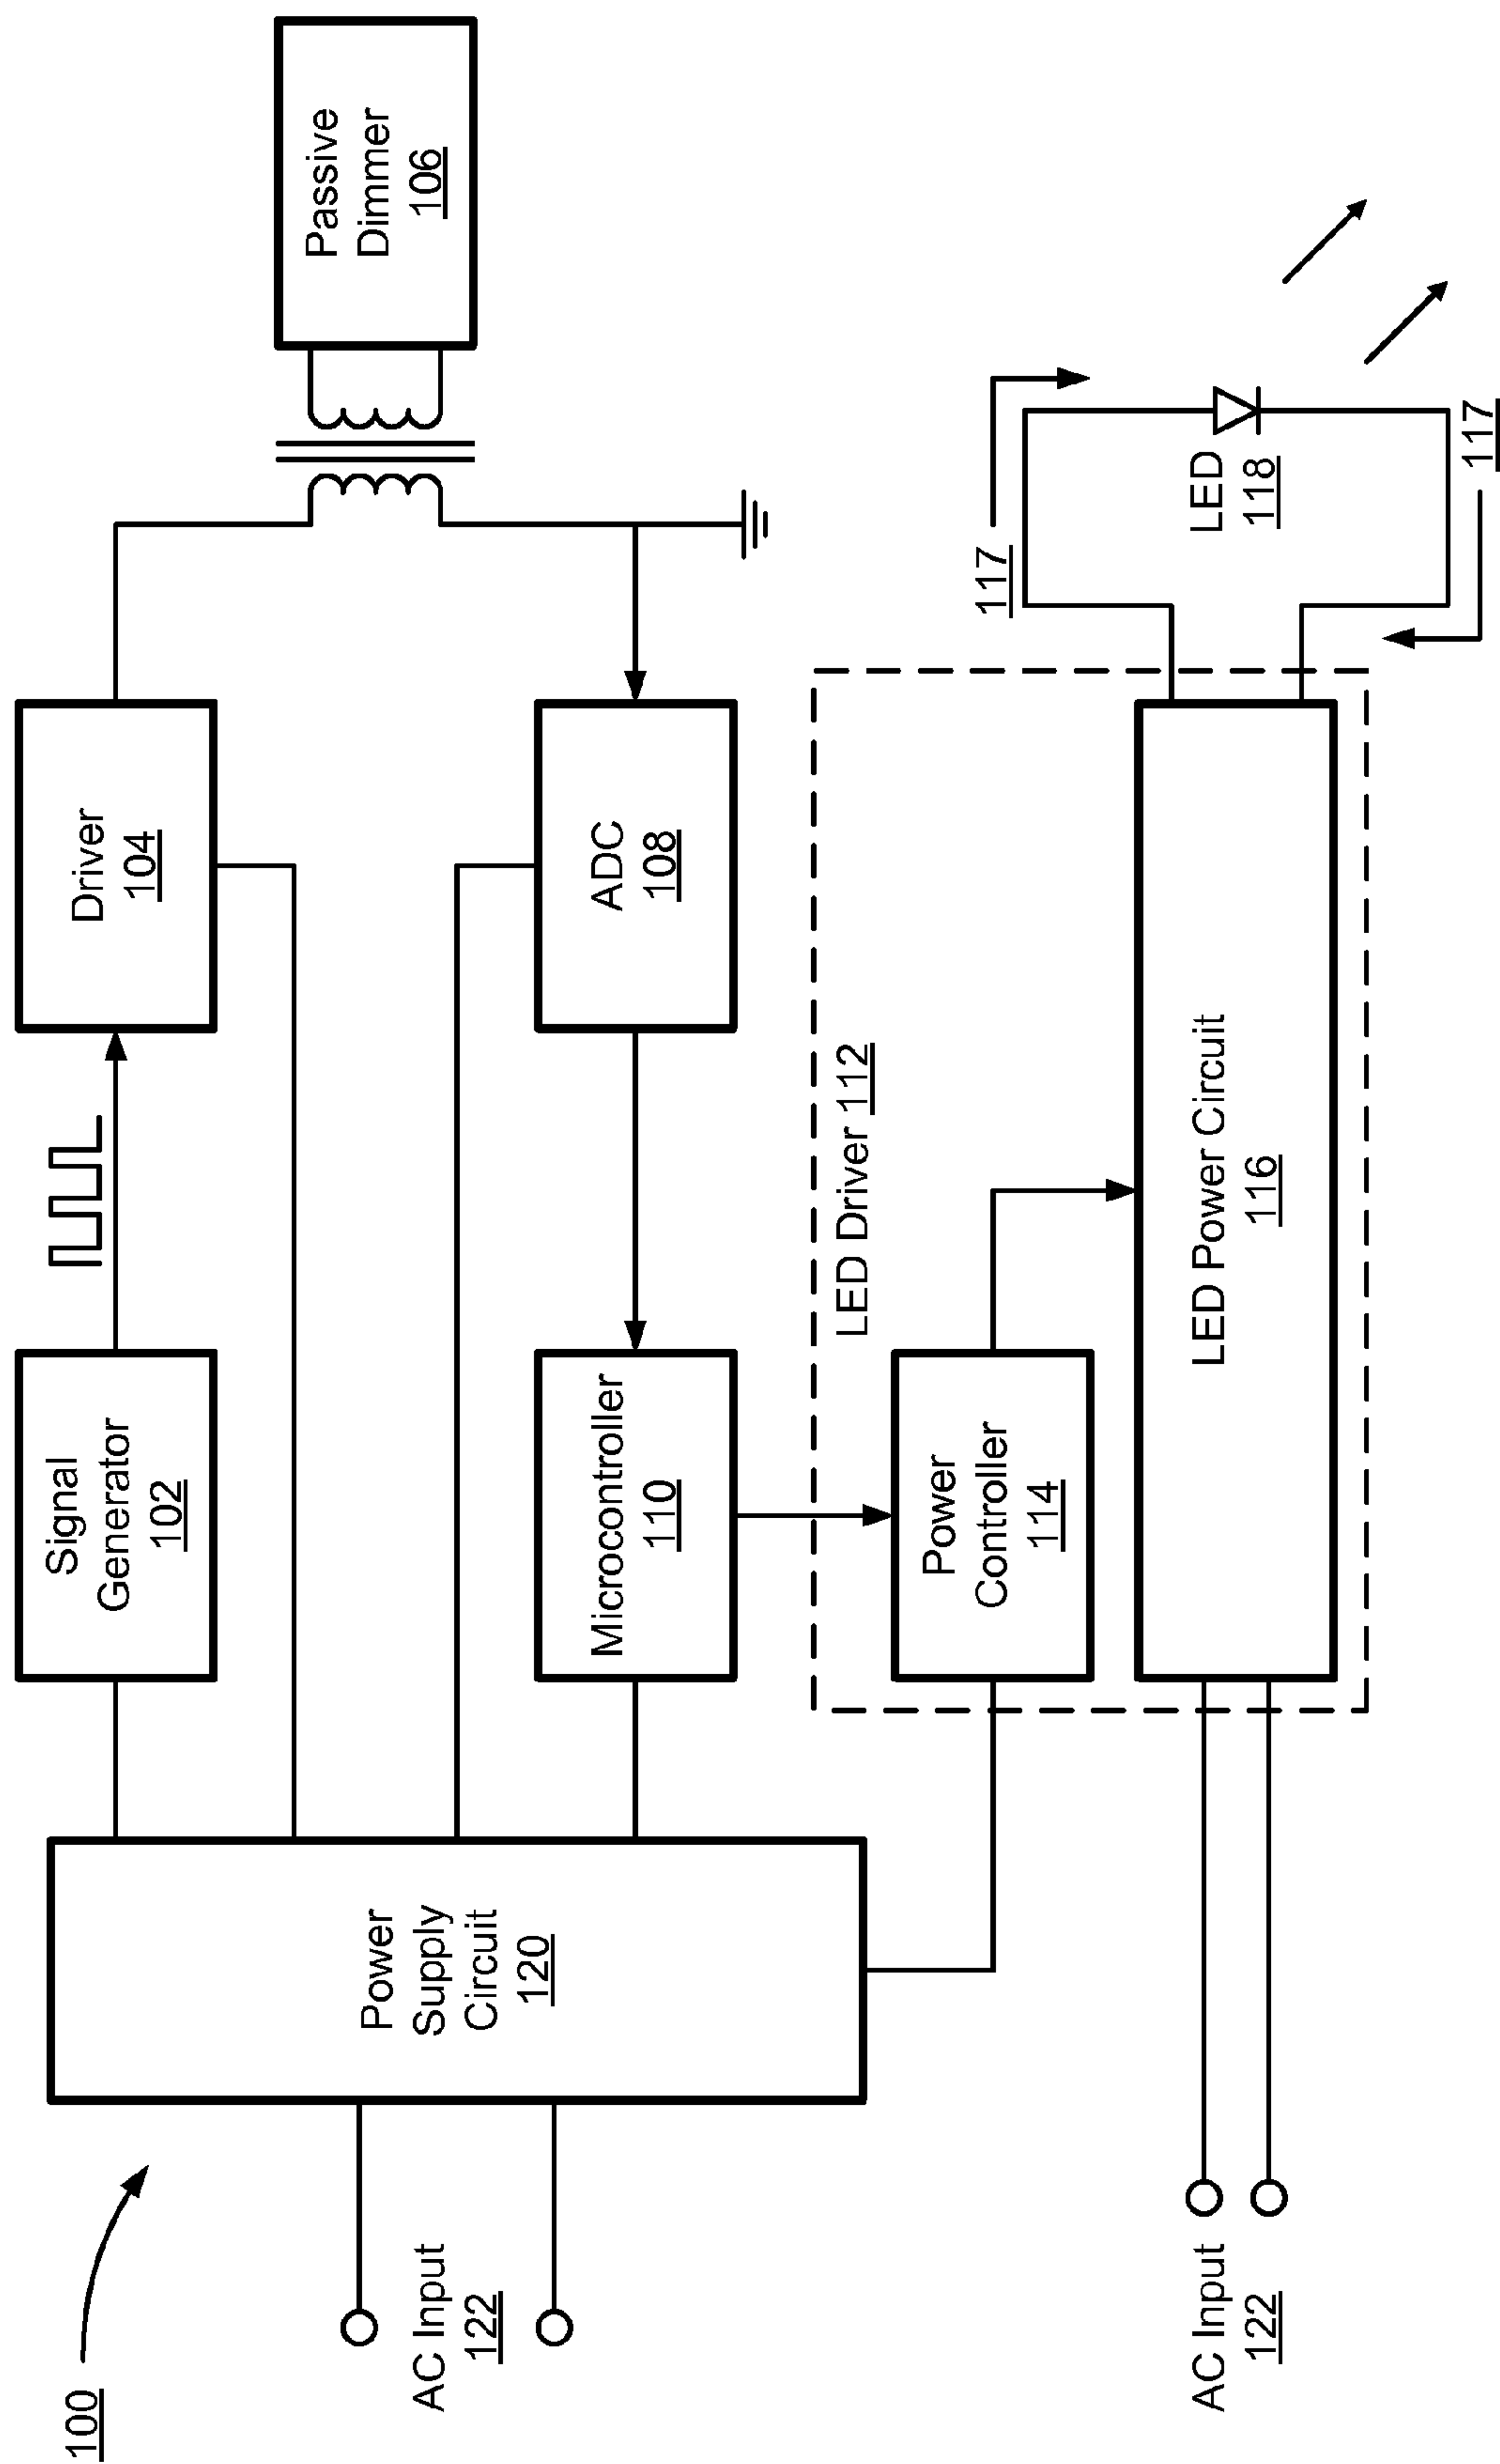 100
Signal
Generator
102
Driver
104
Passive
Dimmer
106
Power
Supply
Circuit
120
AC Input
122
Microcontroller
110
ADC
108
LED Driver 112
Power
Controller
114
LED Power Circuit
116
AC Input
122
117
LED
118
117